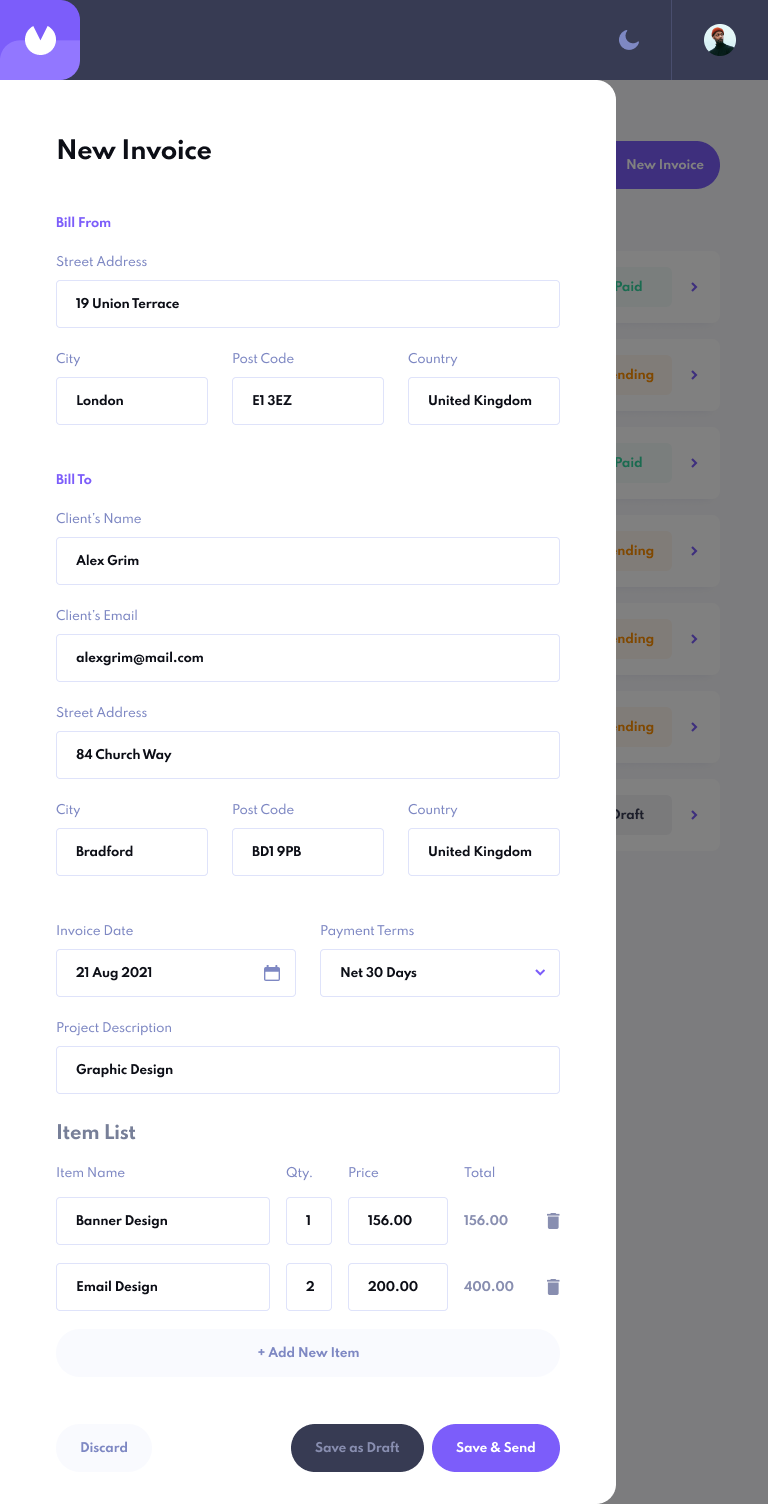 New Invoice
New Invoice
Bill From
Street Address
19 Union Terrace
Paid
City Post Code Country
London E1 3EZ United Kingdom
ending
Paid
Bill To
Client's Name
Alex Grim
ending
Client's Email
alexgrim@mail.com
ending
Street Address
84 Church Way
ending
City Post Code Country
Bradford BD1 9PB United Kingdom
Draft
Invoice Date Payment Terms
21 Aug 2021 Net 30 Days
Project Description
Graphic Design
Item List
Item Name Qty. Price Total
Banner Design 1 156.00 156.00
Email Design 2 200.00 400.00
+ Add New Item
Discard Save as Draft Save & Send